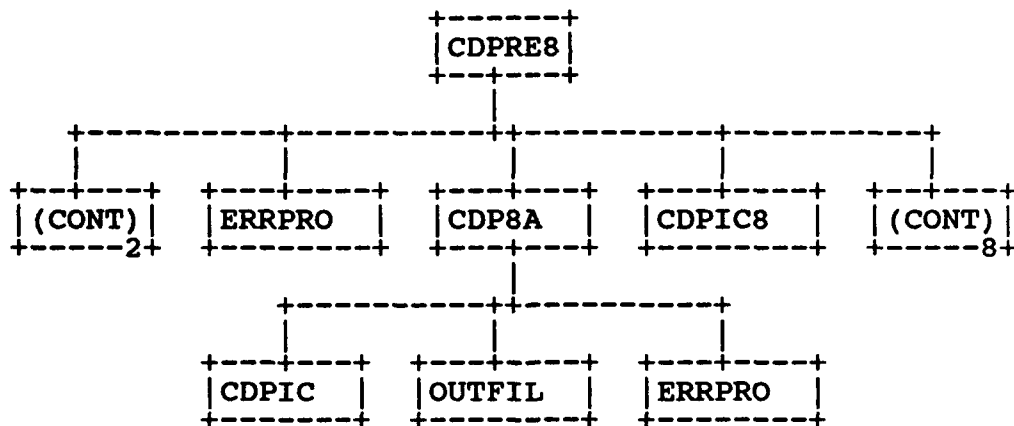 CDPRE8
(CONT) ERRPRO CDP8A CDPIC8 (CONT)
2 8
CDPIC OUTFIL ERRPRO